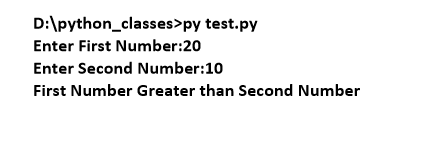 D:\python_classes>py test.py
Enter First Number:20
Enter Second Number:10
First Number Greater than Second Number